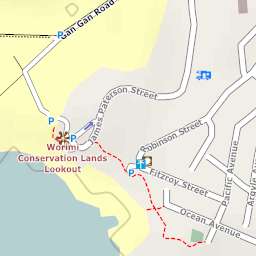 Gan Gan Road
P
James Paterson Street
Robinson Street
P
P
Worimi
Conservation Lands
Lookout
P
Fitzroy Street
Pacific Avenue
Argyle Avenue
Ocean Avenue